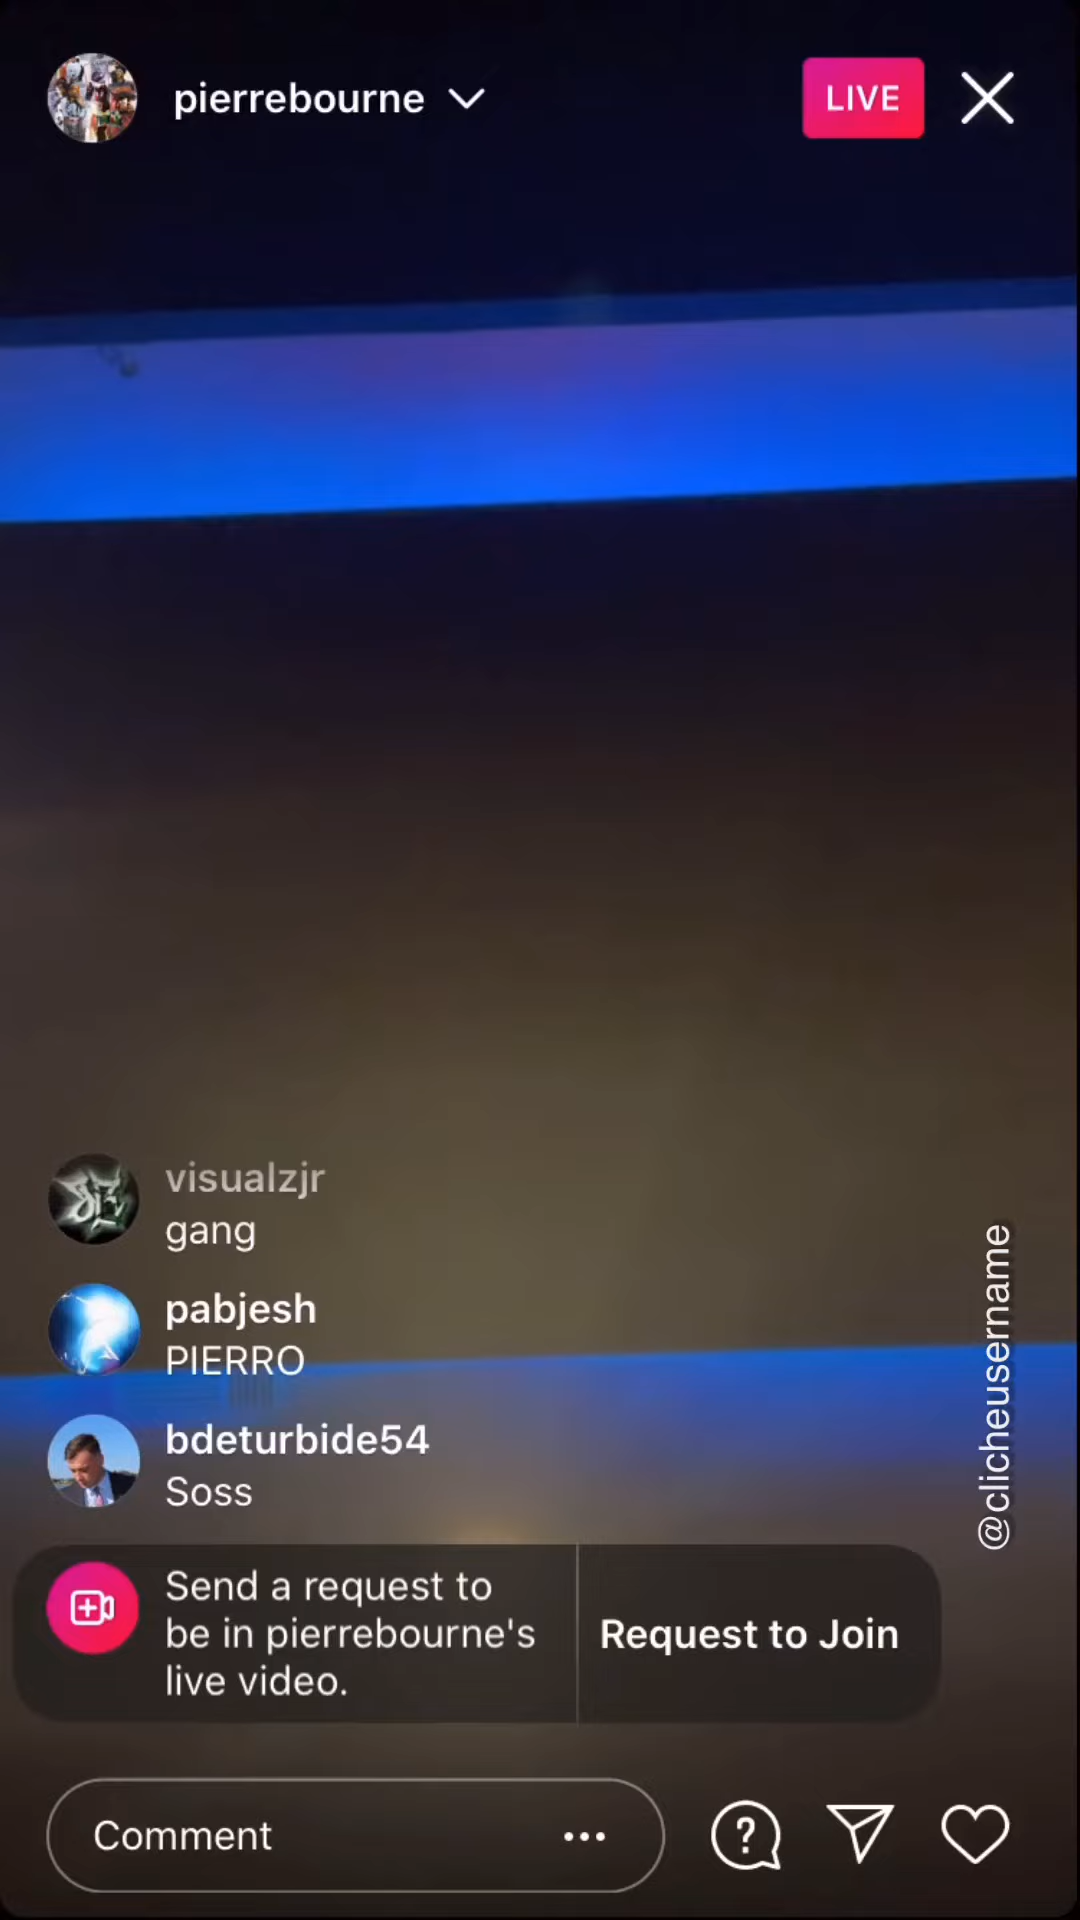 pierrebourne
LIVE
visualzjr
gang
pabjesh
PIERRO
bdeturbide54
Soss
@clicheusername
Send a request to
be in pierrebourne's
live video.
Request to Join
Comment